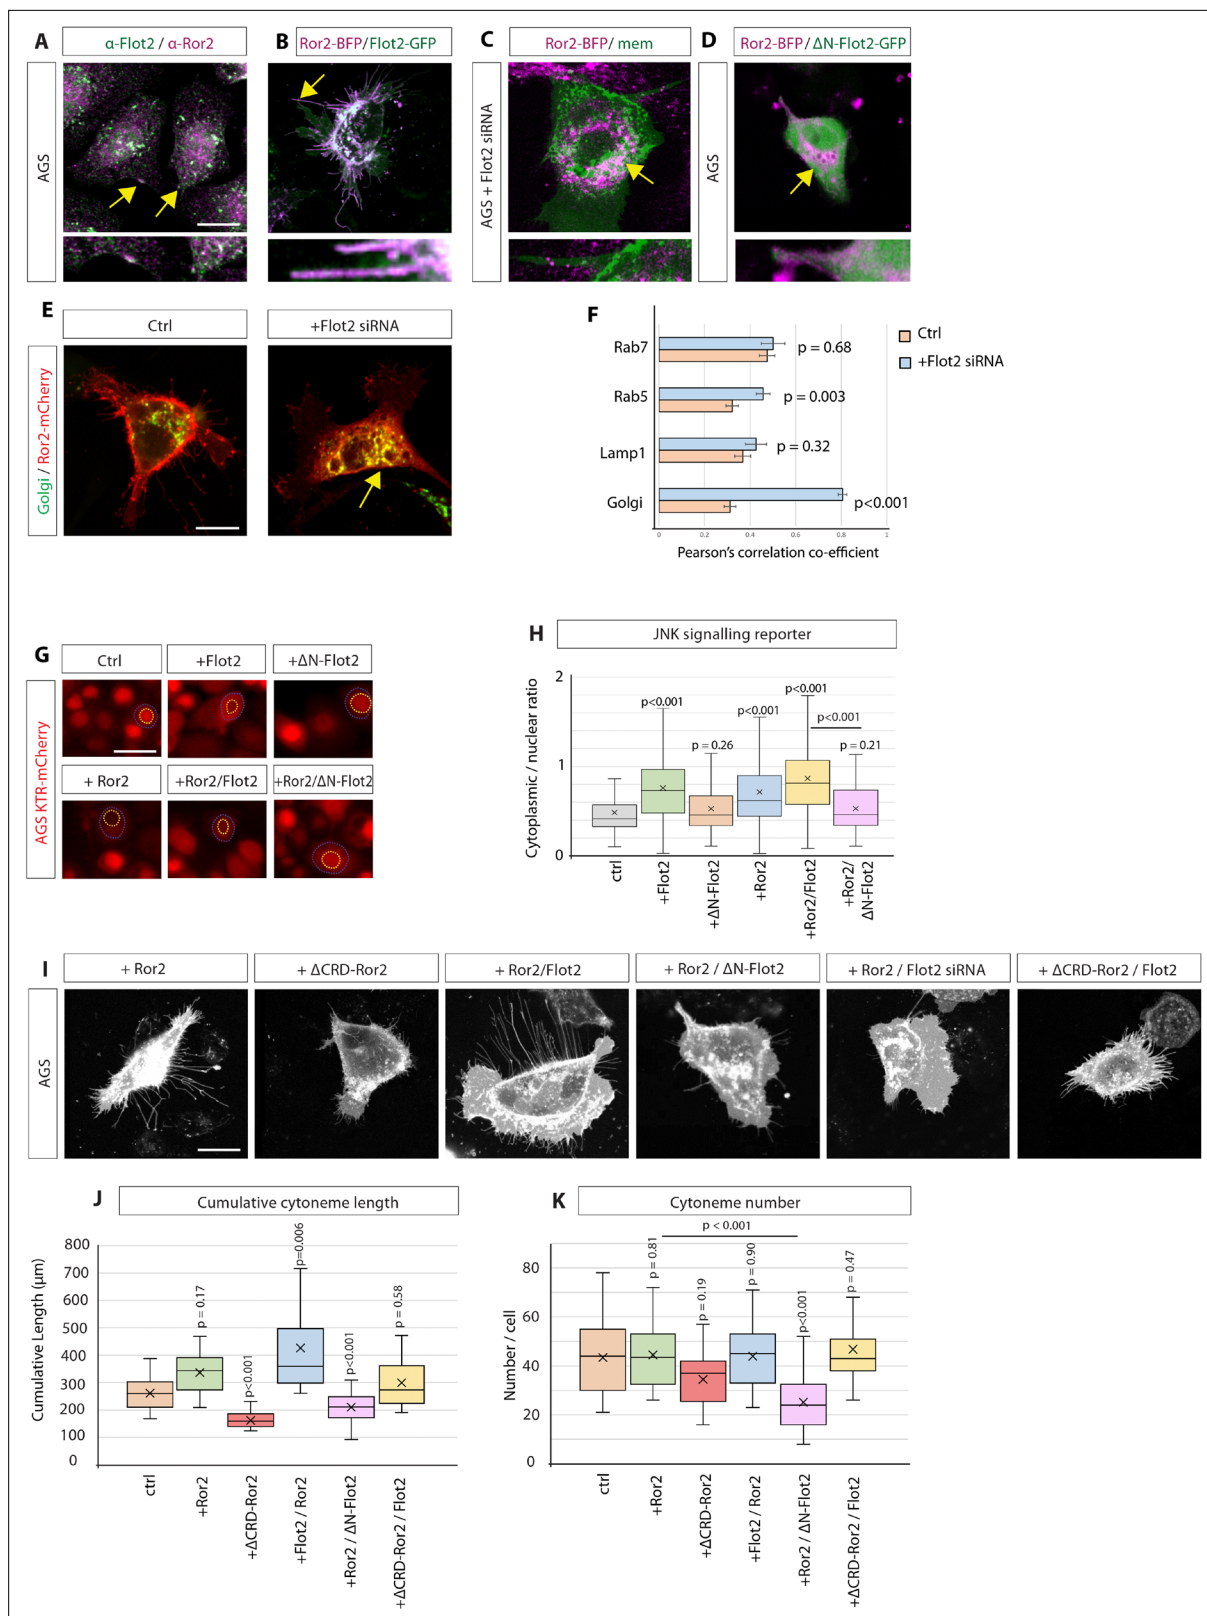 A
α-Flot2 / α-Ror2
B
Ror2-BFP/Flot2-GFP
C
Ror2-BFP/ mem
D
Ror2-BFP/ΔN-Flot2-GFP
AGS
AGS + Flot2 siRNA
AGS
E
Ctrl
+Flot2 siRNA
Golgi / Ror2-mCherry
F
Ctrl
+Flot2 siRNA
Rab7
p = 0.68
Rab5
p = 0.003
Lamp1
p = 0.32
Golgi
p<0.001
0
0.2
0.4
0.6
0.8
1
Pearson's correlation co-efficient
G
Ctrl
+Flot2
+ΔN-Flot2
+ Ror2
+Ror2/Flot2
+Ror2/ΔN-Flot2
AGS KTR-mCherry
H
JNK signalling reporter
Cytoplasmic / nuclear ratio
2
1
0
p<0.001
p = 0.26
p<0.001
p<0.001
p<0.001
p = 0.21
ctrl
+Flot2
+ΔN-Flot2
+Ror2
+Ror2/Flot2
+Ror2/
ΔN-Flot2
I
+ Ror2
+ ΔCRD-Ror2
+ Ror2/Flot2
+ Ror2 / ΔN-Flot2
+ Ror2 / Flot2 siRNA
+ ΔCRD-Ror2 / Flot2
AGS
J
Cumulative cytoneme length
Cumulative Length (μm)
800
700
600
500
400
300
200
100
0
p = 0.17
p<0.001
p=0.006
p<0.001
p = 0.58
ctrl
+Ror2
+ΔCRD-Ror2
+Flot2 / Ror2
+Ror2 / ΔN-Flot2
+ΔCRD-Ror2 / Flot2
K
Cytoneme number
Number / cell
80
60
40
20
0
p < 0.001
p = 0.81
p = 0.19
p = 0.90
p<0.001
p = 0.47
ctrl
+Ror2
+ΔCRD-Ror2
+Flot2 / Ror2
+Ror2 / ΔN-Flot2
+ΔCRD-Ror2 / Flot2